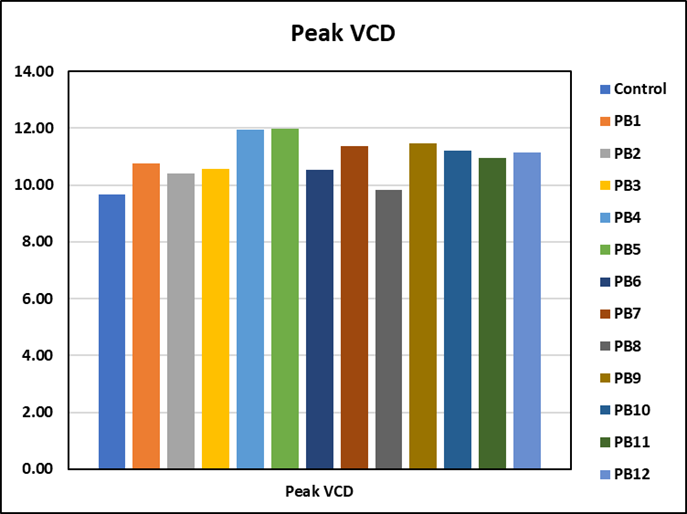 Peak VCD
14.00
12.00
10.00
8.00
6.00
4.00
2.00
0.00
Peak VCD
Control
PB1
PB2
PB3
PB4
PB5
PB6
PB7
PB8
PB9
PB10
PB11
PB12